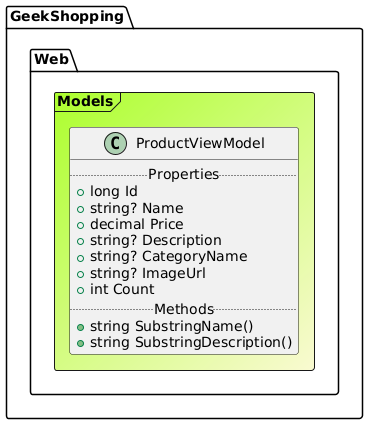 GeekShopping
Web
Models
C ProductViewModel
Properties
long Id
string? Name
decimal Price
string? Description
string? CategoryName
string? ImageUrl
int Count
Methods
string SubstringName()
string SubstringDescription()